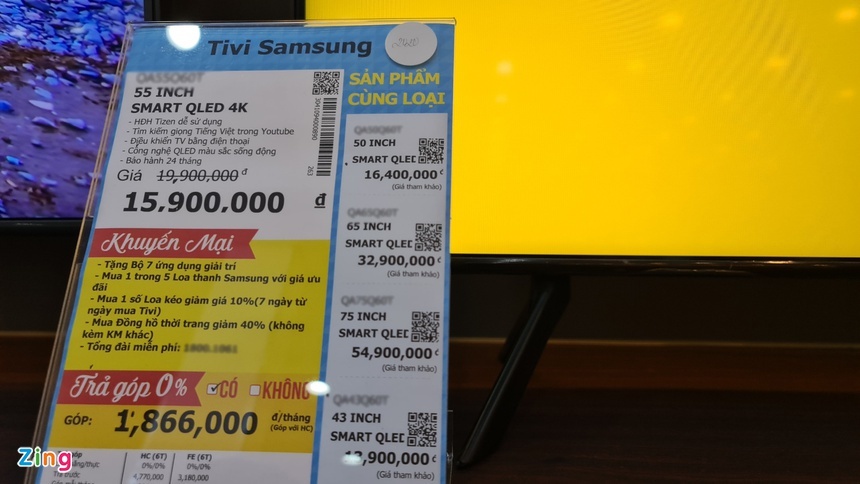 Tivi Samsung
55 INCH
SMART QLED 4K
- HĐH Tizen dễ sử dụng
- Tìm kiếm giọng Tiếng Việt trong Youtube
- Điều khiển TV bằng điện thoại
- Công nghệ QLED màu sắc sống động
- Bảo hành 24 tháng
Giá 19,900,000 đ
15,900,000 đ
Khuyến Mại
- Tặng Bộ 7 ứng dụng giải trí
- Mua 1 trong 5 Loa thanh Samsung với giá ưu
đãi
- Mua 1 số Loa kéo giảm giá 10%(7 ngày từ
ngày mua Tivi)
- Mua Đồng hồ thời trang giảm 40% (không
kèm KM khác)
- Tổng đài miễn phí:
Trả góp 0% CÓ KHÔNG
GÓP: 1,866,000 đ/tháng
(Góp với HC)
HC (6T) FE (6T)
0%/0% 0%/0%
4,770,000 3,180,000
SẢN PHẨM
CÙNG LOẠI
50 INCH
SMART QLED
16,400,000 đ
(Giá tham khảo)
65 INCH
SMART QLED
32,900,000 đ
(Giá tham khảo)
75 INCH
SMART QLED
54,900,000 đ
(Giá tham khảo)
43 INCH
SMART QLED
13,900,000 đ
(Giá tham khảo)
Zing